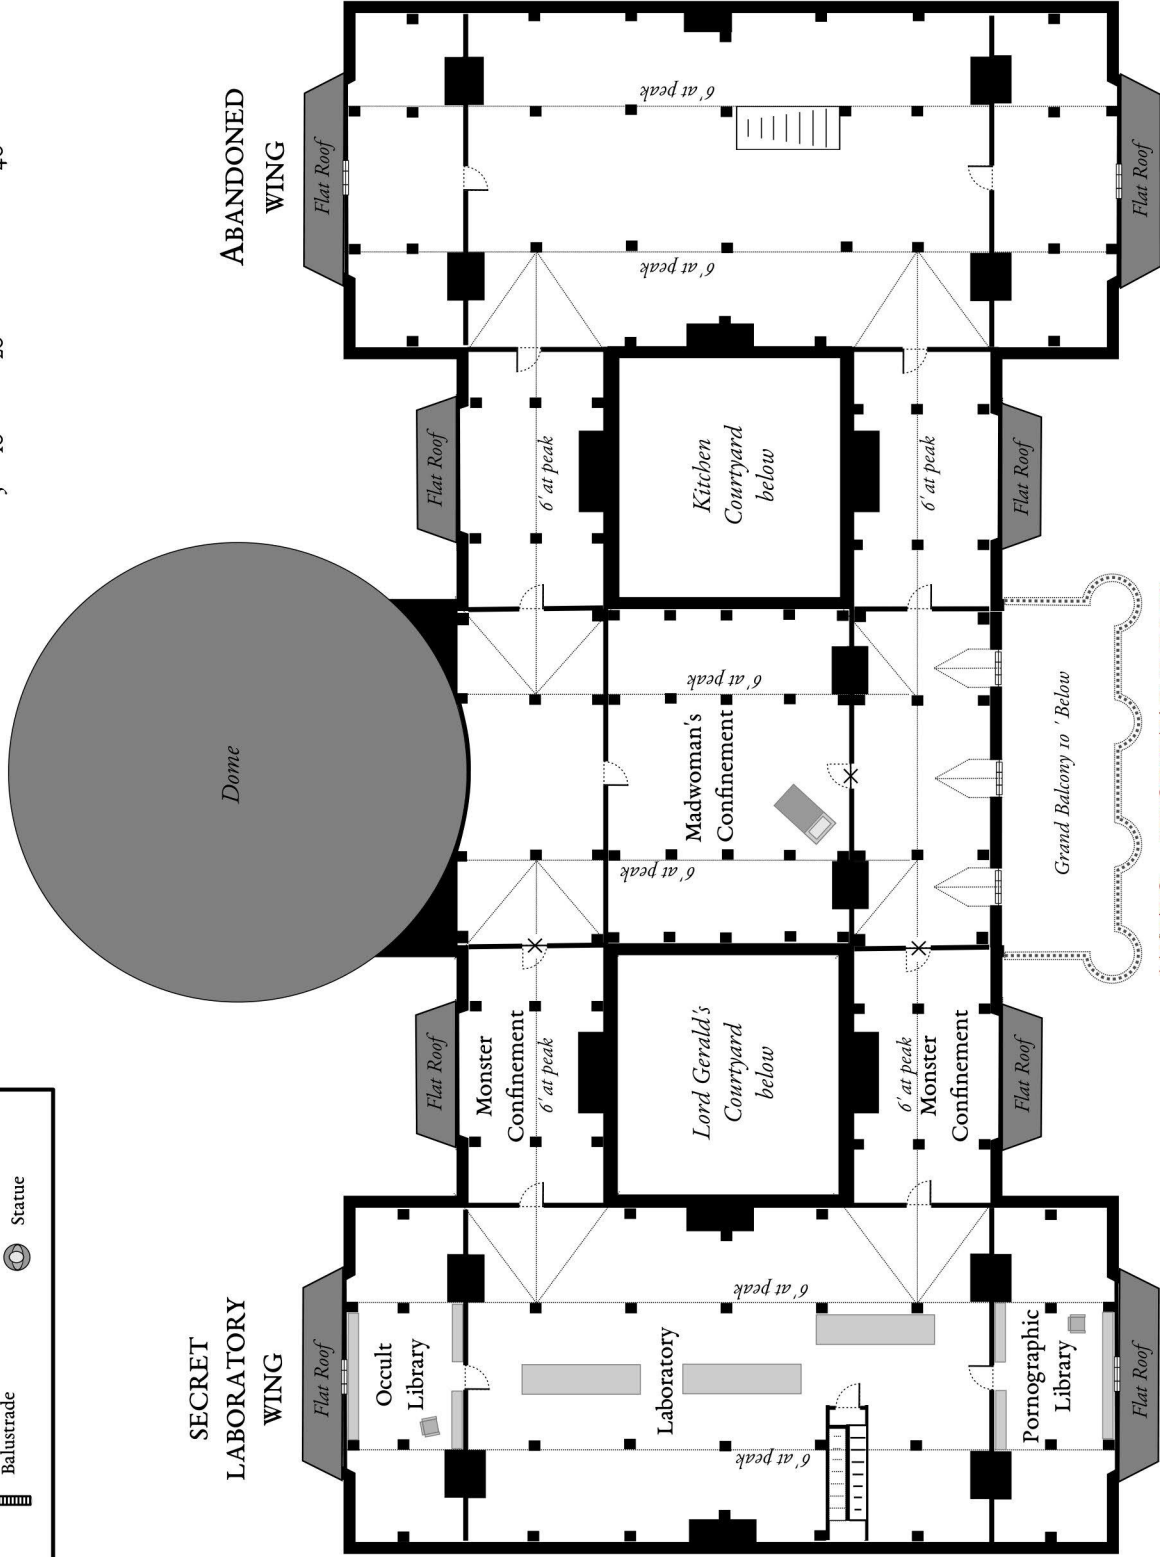 ABANDONED
WING
Flat Roof
Flat Roof
6' at peak
6' at peak
Flat Roof
6' at peak
Kitchen
Courtyard
below
6' at peak
Flat Roof
Dome
6' at peak
Madwoman's
Confinement
6' at peak
Grand Balcony 10 ' Below
Flat Roof
Monster
Confinement
6' at peak
Lord Gerald's
Courtyard
below
6' at peak
Monster
Confinement
Flat Roof
Statue
Balustrade
SECRET
LABORATORY
WING
Flat Roof
Occult
Library
Laboratory
6' at peak
6' at peak
Pornographic
Library
Flat Roof